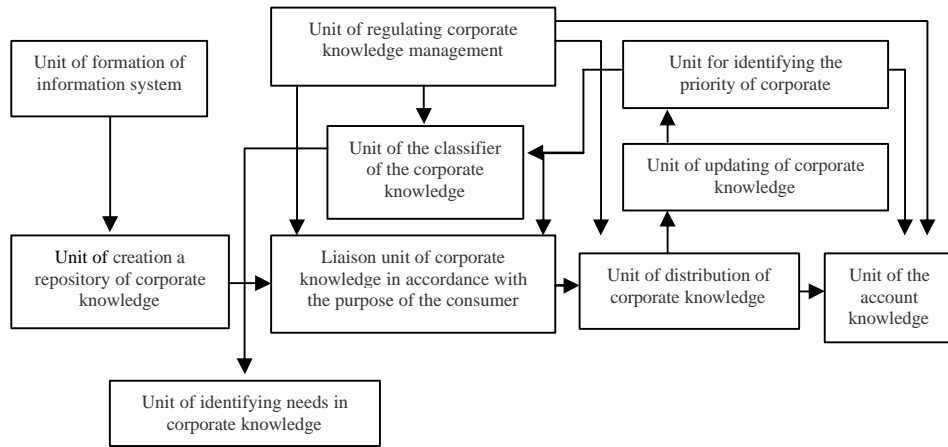 Unit of regulating corporate
knowledge management
Unit of formation of
information system
Unit for identifying the
priority of corporate
Unit of the classifier
of the corporate
knowledge
Unit of updating of corporate
knowledge
Unit of creation a
repository of corporate
knowledge
Liaison unit of corporate
knowledge in accordance with
the purpose of the consumer
Unit of distribution of
corporate knowledge
Unit of the
account
knowledge
Unit of identifying needs in
corporate knowledge